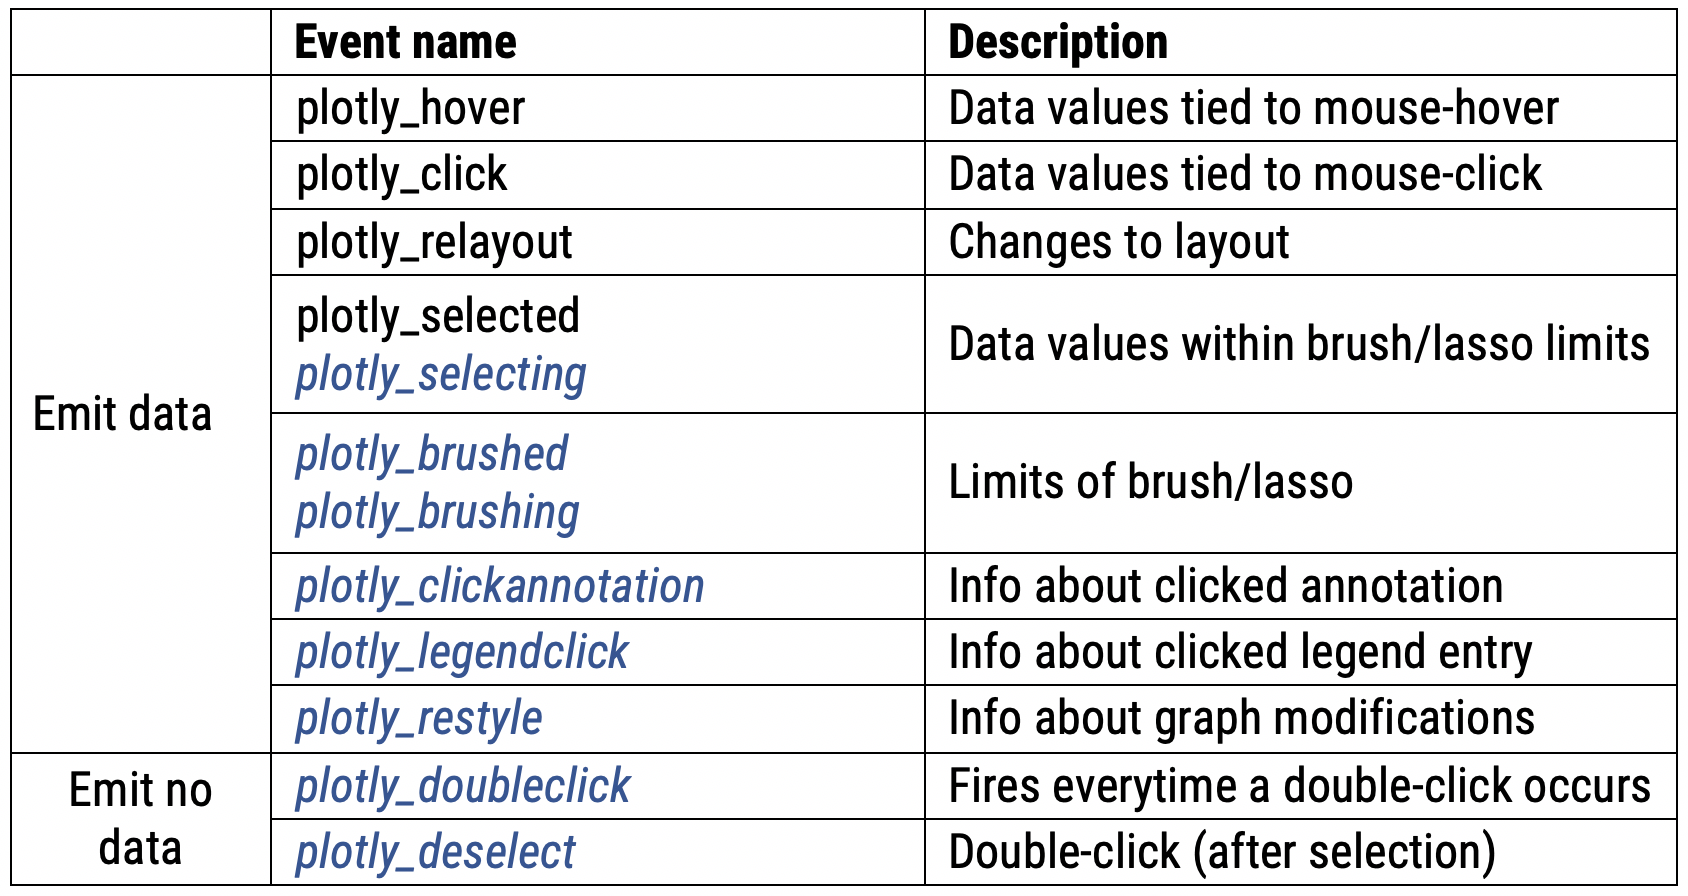 Event name Description
Emit data
plotly_hover Data values tied to mouse-hover
plotly_click Data values tied to mouse-click
plotly_relayout Changes to layout
plotly_selected
plotly_selecting
Data values within brush/lasso limits
plotly_brushed
plotly_brushing
Limits of brush/lasso
plotly_clickannotation Info about clicked annotation
plotly_legendclick Info about clicked legend entry
plotly_restyle Info about graph modifications
Emit no
data
plotly_doubleclick Fires everytime a double-click occurs
plotly_deselect Double-click (after selection)